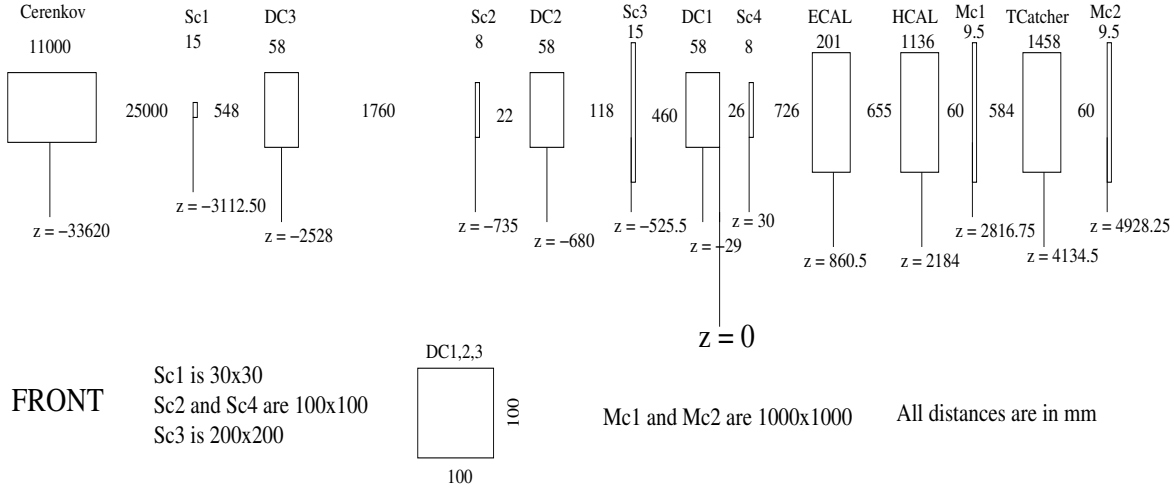 Cerenkov Sc1 DC3 Sc2 DC2 Sc3 DC1 Sc4 ECAL HCAL Mc1 TCatcher Mc2
11000 15 58 8 58 15 58 8 201 1136 9.5 1458 9.5
25000 548 1760 22 118 460 26 726 655 60 584 60
z = -33620 z = -3112.50 z = -2528 z = -735 z = -680 z = -525.5 z = -29 z = 30 z = 860.5 z = 2184 z = 2816.75 z = 4134.5 z = 4928.25
z = 0
FRONT
Sc1 is 30x30
Sc2 and Sc4 are 100x100
Sc3 is 200x200
DC1,2,3
100
100
Mc1 and Mc2 are 1000x1000
All distances are in mm